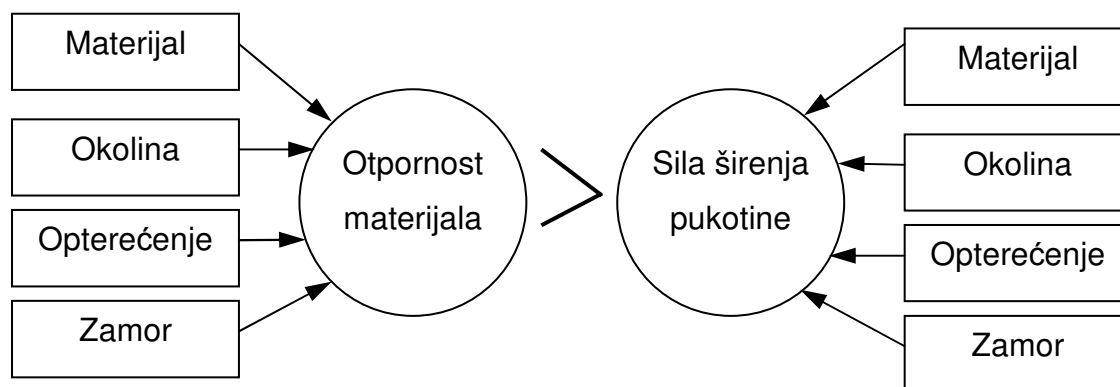 Materijal
Okolina
Opterećenje
Zamor
Otpornost
materijala
>
Sila širenja
pukotine
Materijal
Okolina
Opterećenje
Zamor